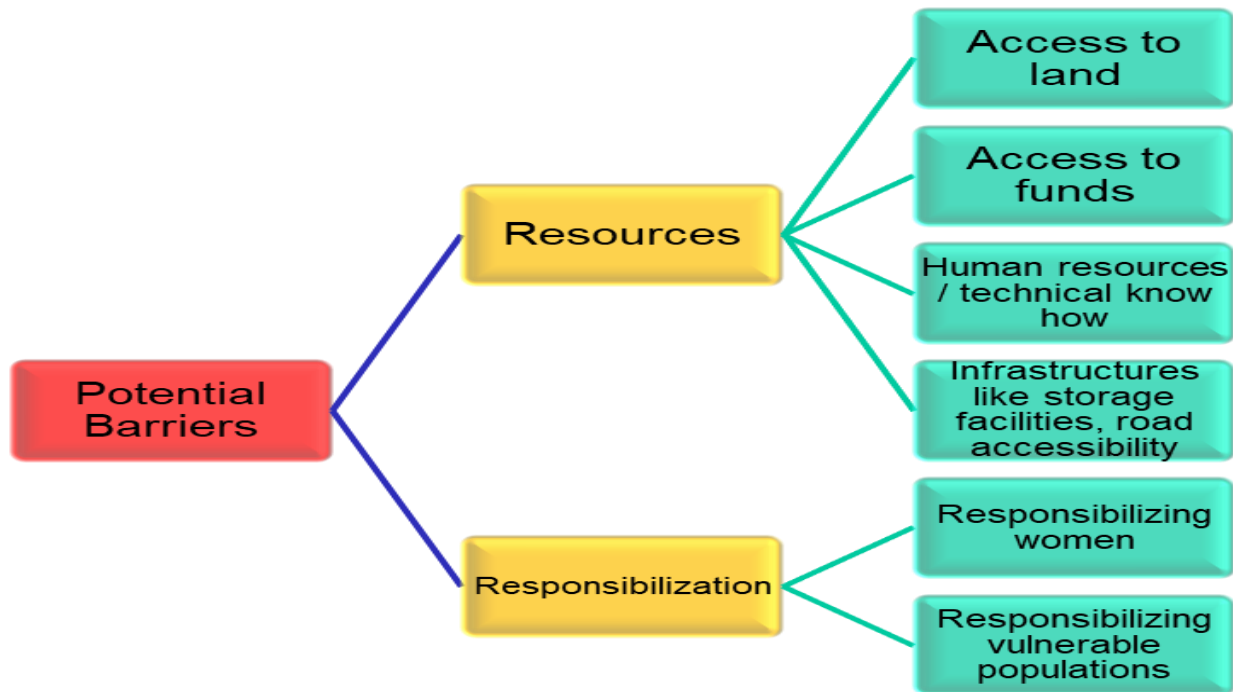 Access to
land
Access to
funds
Resources
Human resources
/ technical know
how
Potential
Barriers
Infrastructures
like storage
facilities, road
accessibility
Responsibilization
Responsibilizing
women
Responsibilizing
vulnerable
populations